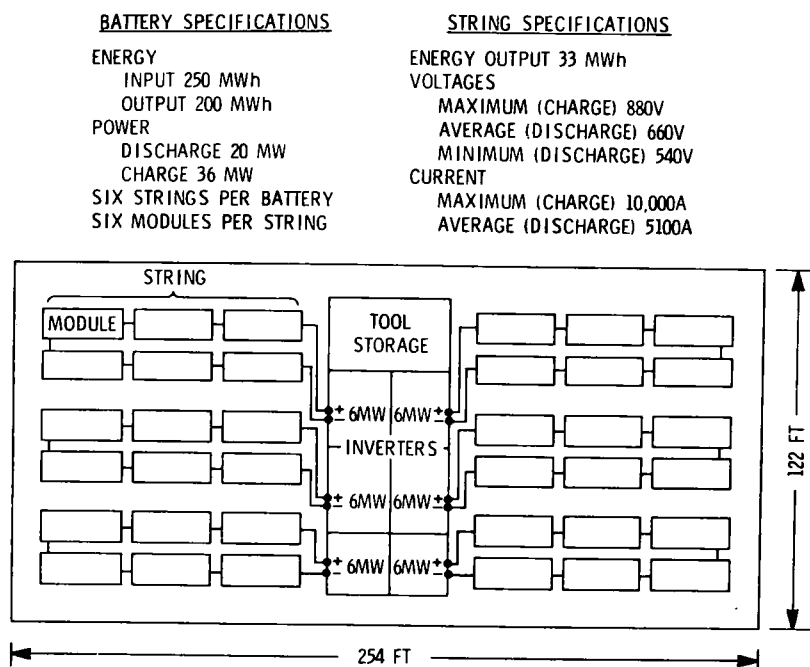 BATTERY SPECIFICATIONS
ENERGY
INPUT 250 MWh
OUTPUT 200 MWh
POWER
DISCHARGE 20 MW
CHARGE 36 MW
SIX STRINGS PER BATTERY
SIX MODULES PER STRING
STRING SPECIFICATIONS
ENERGY OUTPUT 33 MWh
VOLTAGES
MAXIMUM (CHARGE) 880V
AVERAGE (DISCHARGE) 660V
MINIMUM (DISCHARGE) 540V
CURRENT
MAXIMUM (CHARGE) 10,000A
AVERAGE (DISCHARGE) 5100A
STRING
MODULE
TOOL
STORAGE
+ 6MW 6MW +
− −
INVERTERS
+ 6MW 6MW +
− −
+ 6MW 6MW +
− −
122 FT
254 FT